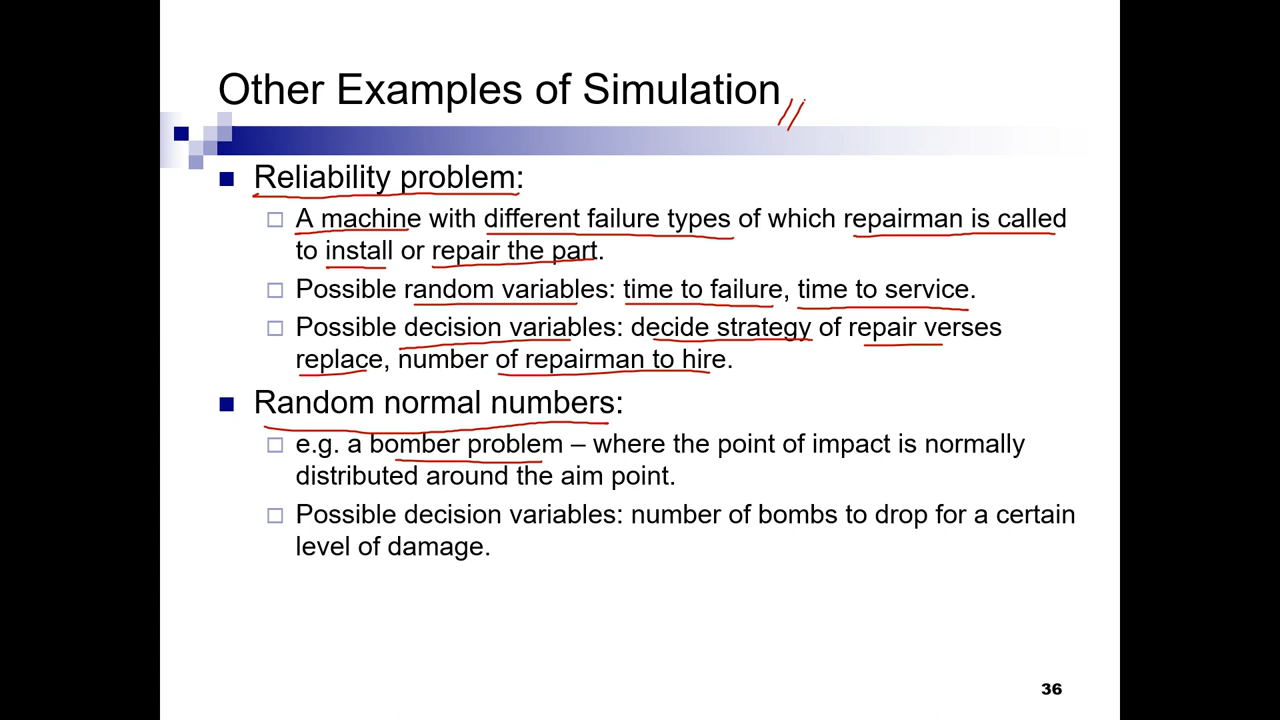 Other Examples of Simulation
Reliability problem:
A machine with different failure types of which repairman is called
to install or repair the part.
Possible random variables: time to failure, time to service.
Possible decision variables: decide strategy of repair verses
replace, number of repairman to hire.
Random normal numbers:
e.g. a bomber problem – where the point of impact is normally
distributed around the aim point.
Possible decision variables: number of bombs to drop for a certain
level of damage.
36